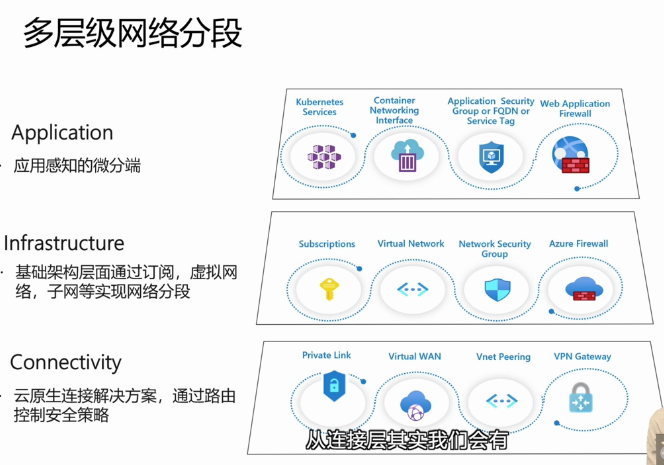 多层级网络分段
Application
· 应用感知的微分端
Kubernetes
Services
Container
Networking
Interface
Application Security
Group or FQDN or
Service Tag
Web Application
Firewall
Infrastructure
· 基础架构层面通过订阅，虚拟网
络，子网等实现网络分段
Subscriptions
Virtual Network
Network Security
Group
Azure Firewall
Connectivity
· 云原生连接解决方案，通过路由
控制安全策略
Private Link
Virtual WAN
Vnet Peering
VPN Gateway
从连接层其实我们会有